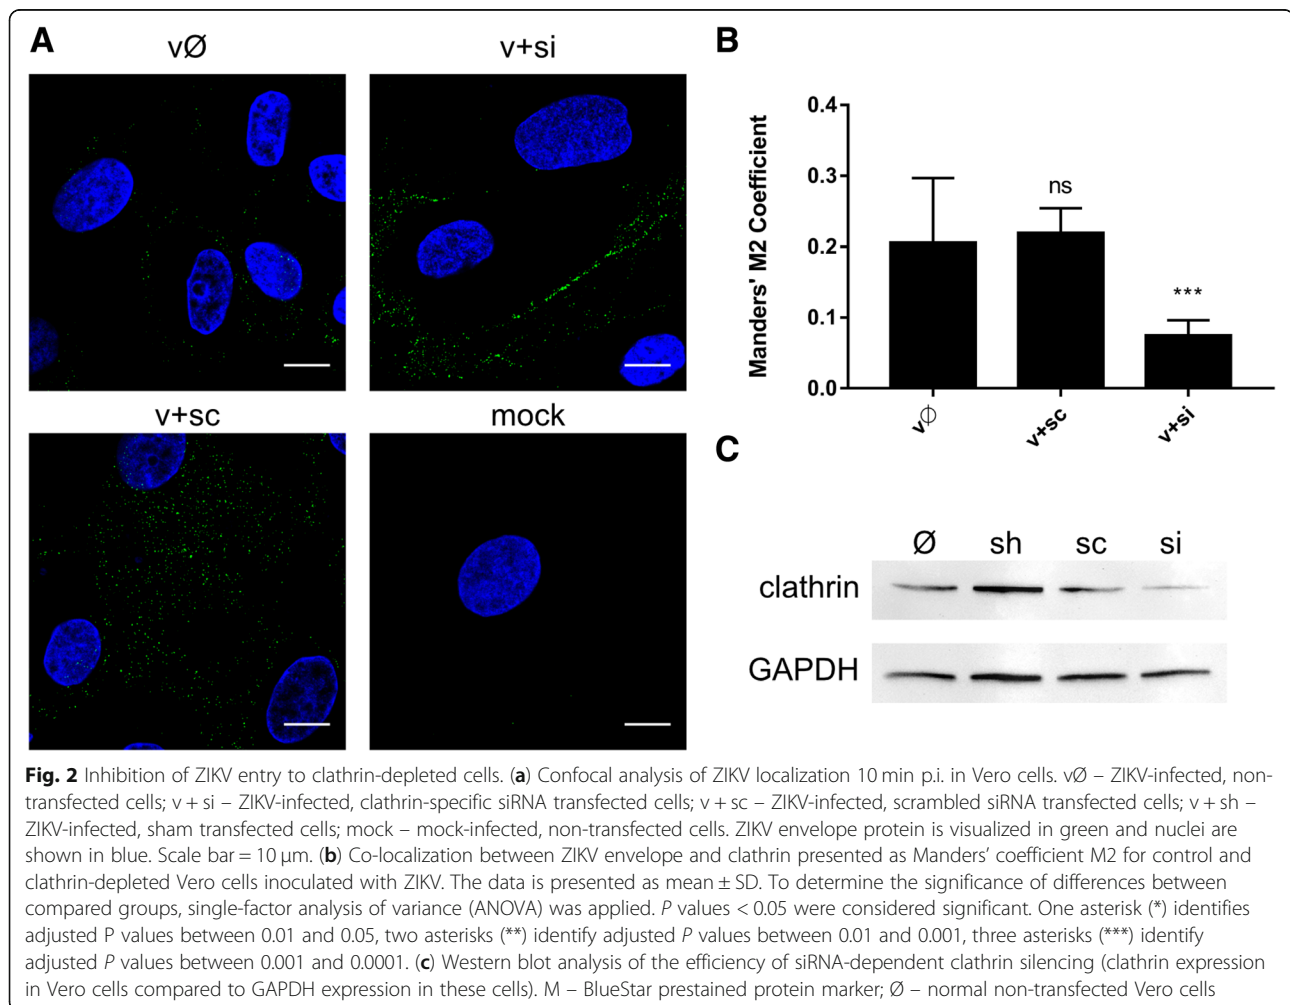 A
vØ
v+si
v+sc
mock
B
Manders' M2 Coefficient
0.4
0.3
0.2
0.1
0.0
ns
***
vØ
v+sc
v+si
C
Ø sh sc si
clathrin
GAPDH
Fig. 2 Inhibition of ZIKV entry to clathrin-depleted cells. (a) Confocal analysis of ZIKV localization 10 min p.i. in Vero cells. vØ – ZIKV-infected, non-
transfected cells; v + si – ZIKV-infected, clathrin-specific siRNA transfected cells; v + sc – ZIKV-infected, scrambled siRNA transfected cells; v + sh –
ZIKV-infected, sham transfected cells; mock – mock-infected, non-transfected cells. ZIKV envelope protein is visualized in green and nuclei are
shown in blue. Scale bar = 10 μm. (b) Co-localization between ZIKV envelope and clathrin presented as Manders' coefficient M2 for control and
clathrin-depleted Vero cells inoculated with ZIKV. The data is presented as mean ± SD. To determine the significance of differences between
compared groups, single-factor analysis of variance (ANOVA) was applied. P values < 0.05 were considered significant. One asterisk (*) identifies
adjusted P values between 0.01 and 0.05, two asterisks (**) identify adjusted P values between 0.01 and 0.001, three asterisks (***) identify
adjusted P values between 0.001 and 0.0001. (c) Western blot analysis of the efficiency of siRNA-dependent clathrin silencing (clathrin expression
in Vero cells compared to GAPDH expression in these cells). M – BlueStar prestained protein marker; Ø – normal non-transfected Vero cells